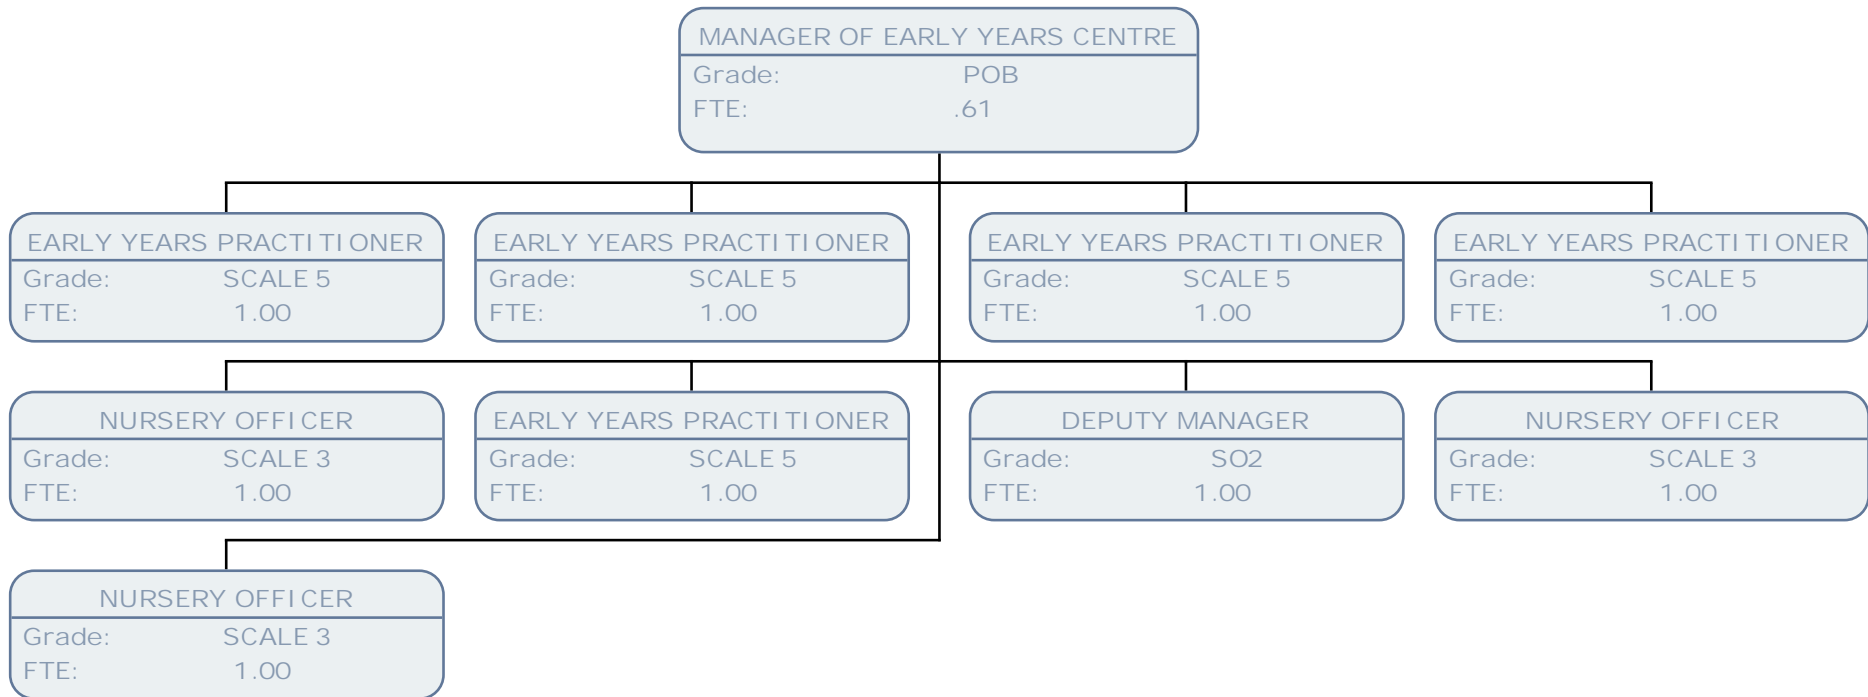 MANAGER OF EARLY YEARS CENTRE
Grade: POB
FTE: .61
EARLY YEARS PRACTITIONER
Grade: SCALE 5
FTE: 1.00
EARLY YEARS PRACTITIONER
Grade: SCALE 5
FTE: 1.00
EARLY YEARS PRACTITIONER
Grade: SCALE 5
FTE: 1.00
EARLY YEARS PRACTITIONER
Grade: SCALE 5
FTE: 1.00
NURSERY OFFICER
Grade: SCALE 3
FTE: 1.00
EARLY YEARS PRACTITIONER
Grade: SCALE 5
FTE: 1.00
DEPUTY MANAGER
Grade: SO2
FTE: 1.00
NURSERY OFFICER
Grade: SCALE 3
FTE: 1.00
NURSERY OFFICER
Grade: SCALE 3
FTE: 1.00